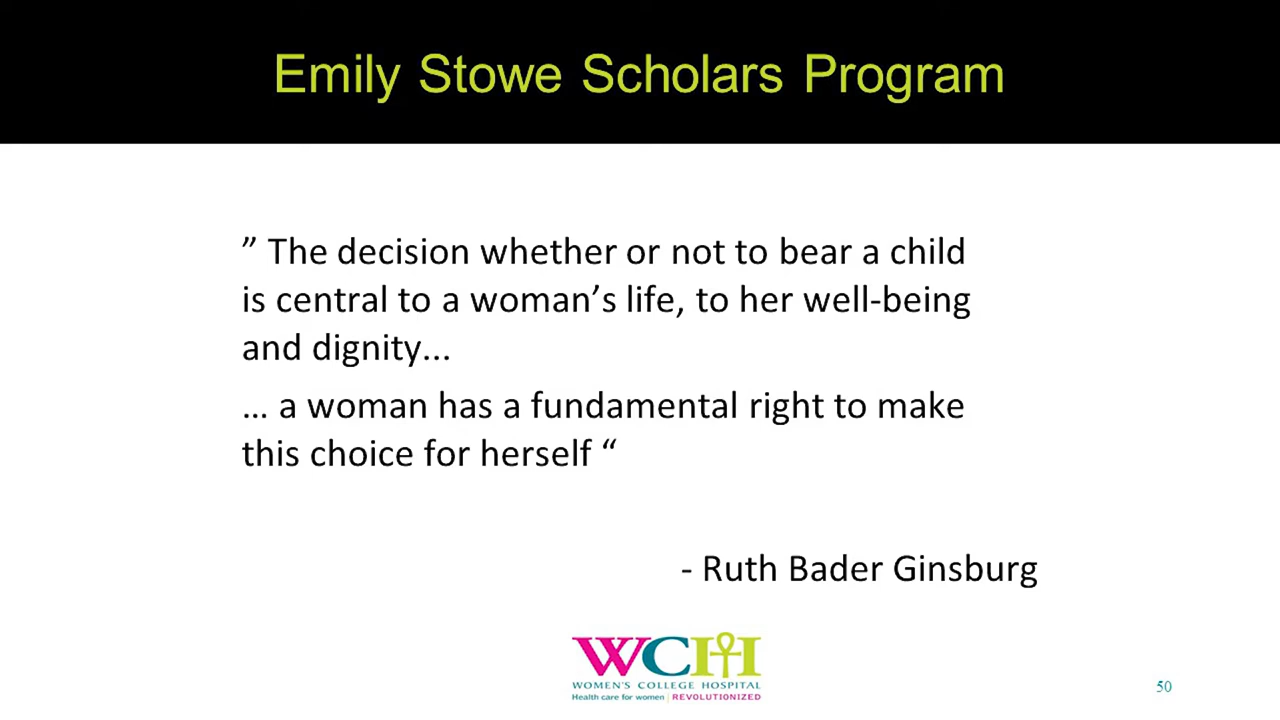 Emily Stowe Scholars Program
” The decision whether or not to bear a child
is central to a woman’s life, to her well-being
and dignity...
… a woman has a fundamental right to make
this choice for herself “
- Ruth Bader Ginsburg
WCH
WOMEN'S COLLEGE HOSPITAL
Health care for women | REVOLUTIONIZED
50